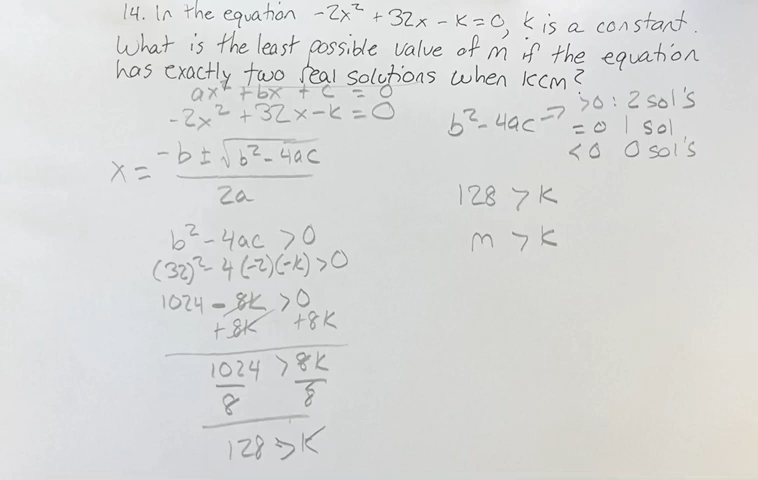 14. In the equation -2x² + 32x - k = 0, k is a constant.
What is the least possible value of m if the equation
has exactly two real solutions when k<m?
ax² + bx + c = 0
-2x² + 32x - k = 0
x = -b ± √b² - 4ac
2a
b² - 4ac > 0
(32)² - 4(-2)(-k) > 0
1024 - 8k > 0
+ 8k + 8k
1024 > 8k
8 8
128 > k
b² - 4ac => >0 : 2 sol's
= 0 1 sol
< 0 0 sol's
128 > k
m > k